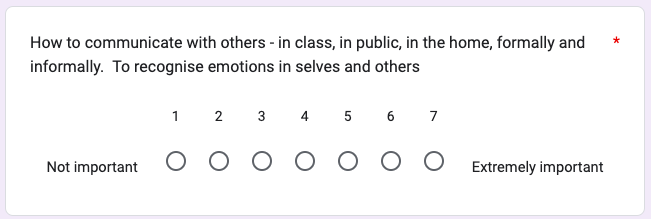 How to communicate with others - in class, in public, in the home, formally and *
informally.  To recognise emotions in selves and others
1 2 3 4 5 6 7
Not important Extremely important